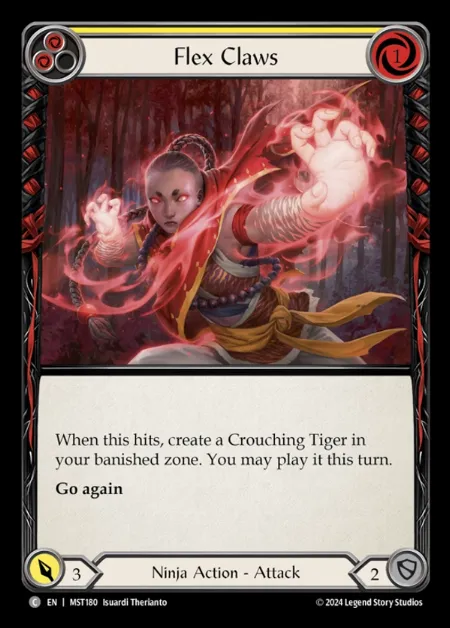 Flex Claws
1
When this hits, create a Crouching Tiger in
your banished zone. You may play it this turn.
Go again
3
Ninja Action - Attack
2
C EN | MST180 Isuardi Therianto
© 2024 Legend Story Studios